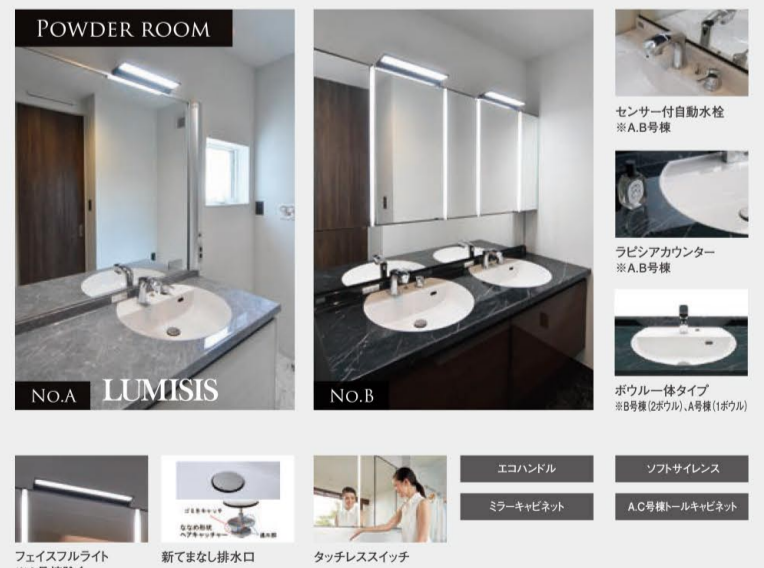 POWDER ROOM
No.A
LUMISIS
No.B
センサー付自動水栓
※A.B号棟
ラピシアカウンター
※A.B号棟
ボウル一体タイプ
※B号棟(2ボウル)、A号棟(1ボウル)
エコハンドル
ソフトサイレンス
ミラーキャビネット
A.C号棟トールキャビネット
ゴミをキャッチ
ななめ形状
ヘアキャッチャー
通水部
フェイスフルライト
新てまなし排水口
タッチレススイッチ